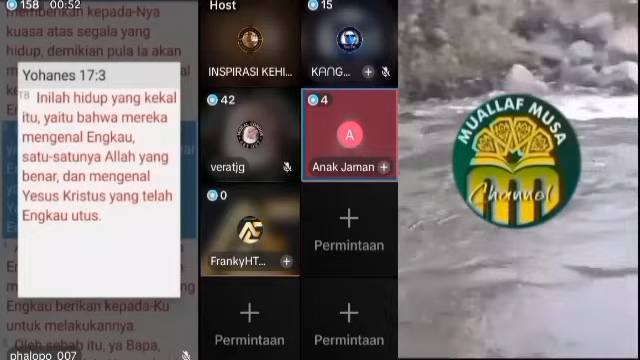 158 00:52
memberikan kepada-Nya
kuasa atas segala yang
hidup, demikian pula Ia akan
Yohanes 17:3
TB Inilah hidup yang kekal
itu, yaitu bahwa mereka
mengenal Engkau,
satu-satunya Allah yang
benar, dan mengenal
Yesus Kristus yang telah
Engkau utus.
Engkau berikan kepada-Ku
untuk melakukannya.
Oleh sebab itu, ya Bapa,
phalopo_007
Host
INSPIRASI KEHI...
15
KANG...
42
veratjg
4
A
Anak Jaman
0
FrankyHT...
Permintaan
Permintaan
Permintaan
Permintaan
MUALLAF MUSA
Channel